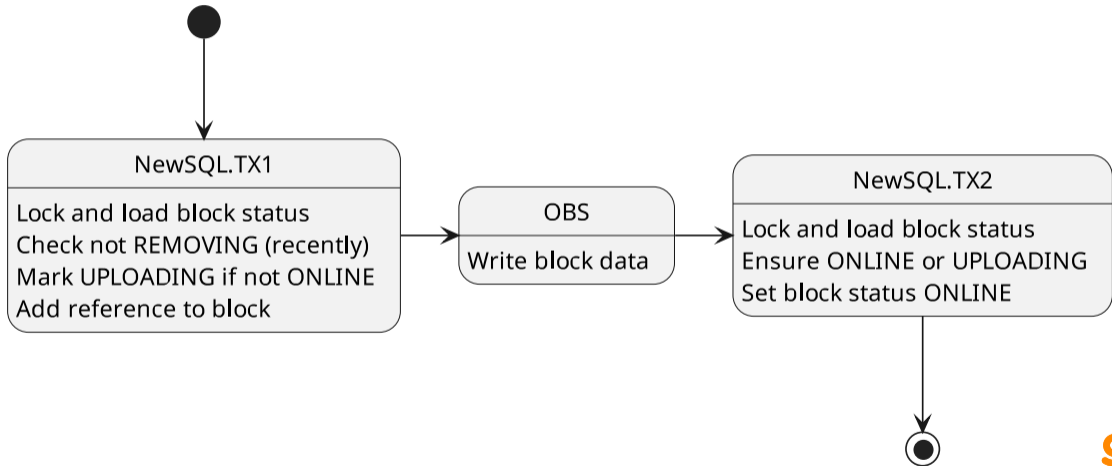 NewSQL.TX1
Lock and load block status
Check not REMOVING (recently)
Mark UPLOADING if not ONLINE
Add reference to block
OBS
Write block data
NewSQL.TX2
Lock and load block status
Ensure ONLINE or UPLOADING
Set block status ONLINE